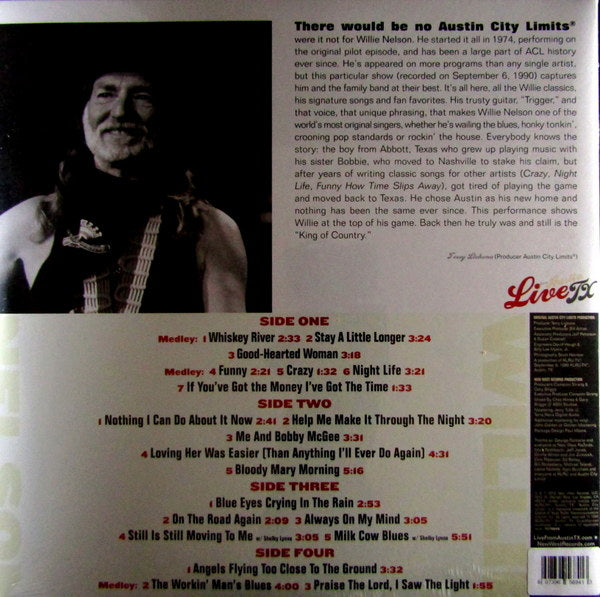 There would be no Austin City Limits®
were it not for Willie Nelson. He started it all in 1974, performing on
the original pilot episode, and has been a large part of ACL history
ever since. He's appeared on more programs than any single artist,
but this particular show (recorded on September 6, 1990) captures
him and the family band at their best. It's all here, all the Willie classics,
his signature songs and fan favorites. His trusty guitar, "Trigger," and
that voice, that unique phrasing, that makes Willie Nelson one of the
world's most original singers, whether he's wailing the blues, honky tonkin',
crooning pop standards or rockin' the house. Everybody knows the
story: the boy from Abbott, Texas who grew up playing music with
his sister Bobbie, who moved to Nashville to stake his claim, but
after years of writing classic songs for other artists (Crazy, Night
Life, Funny How Time Slips Away), got tired of playing the game
and moved back to Texas. He chose Austin as his new home and
nothing has been the same ever since. This performance shows
Willie at the top of his game. Back then he truly was and still is the
"King of Country."
Terry Lickona (Producer Austin City Limits®)
Live TX
SIDE ONE
Medley: 1 Whiskey River 2:33 2 Stay A Little Longer 3:24
3 Good-Hearted Woman 3:18
Medley: 4 Funny 2:21 5 Crazy 1:32 6 Night Life 3:21
7 If You've Got the Money I've Got The Time 1:33
SIDE TWO
1 Nothing I Can Do About It Now 2:41 2 Help Me Make It Through The Night 3:20
3 Me And Bobby McGee 3:31
4 Loving Her Was Easier (Than Anything I'll Ever Do Again) 4:31
5 Bloody Mary Morning 5:16
SIDE THREE
1 Blue Eyes Crying In The Rain 2:53
2 On The Road Again 2:09 3 Always On My Mind 3:05
4 Still Is Still Moving To Me w/ Shelby Lynne 3:05 5 Milk Cow Blues w/ Shelby Lynne 5:51
SIDE FOUR
1 Angels Flying Too Close To The Ground 3:32
Medley: 2 The Workin' Man's Blues 4:00 3 Praise The Lord, I Saw The Light 1:55
LiveFromAustinTX.com
NewWestRecords.com